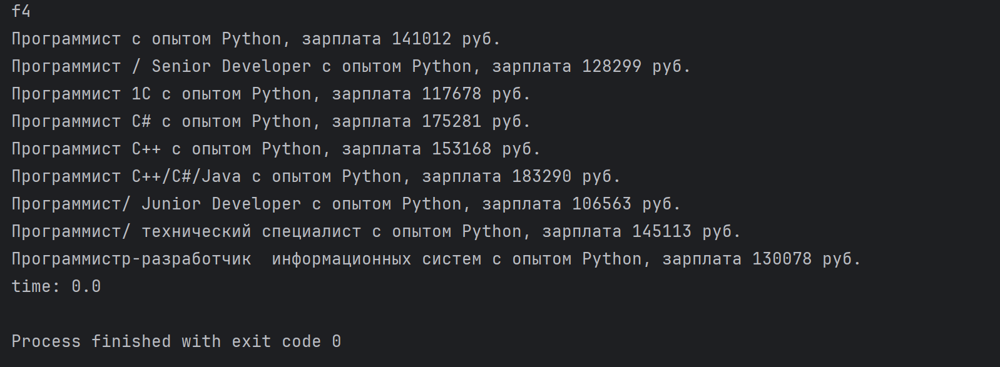 f4
Программист с опытом Python, зарплата 141012 руб.
Программист / Senior Developer с опытом Python, зарплата 128299 руб.
Программист 1C с опытом Python, зарплата 117678 руб.
Программист C# с опытом Python, зарплата 175281 руб.
Программист C++ с опытом Python, зарплата 153168 руб.
Программист C++/C#/Java с опытом Python, зарплата 183290 руб.
Программист/ Junior Developer с опытом Python, зарплата 106563 руб.
Программист/ технический специалист с опытом Python, зарплата 145113 руб.
Программистр-разработчик  информационных систем с опытом Python, зарплата 130078 руб.
time: 0.0
Process finished with exit code 0